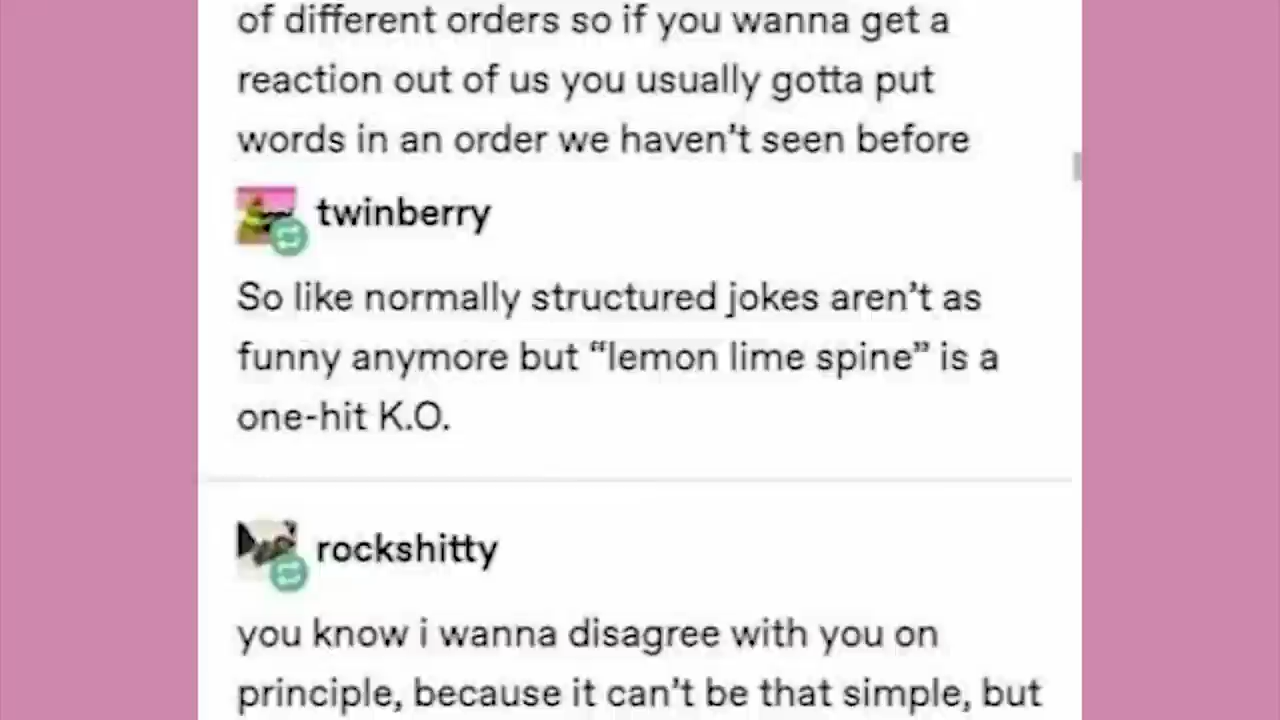 of different orders so if you wanna get a
reaction out of us you usually gotta put
words in an order we haven’t seen before
twinberry
So like normally structured jokes aren’t as
funny anymore but “lemon lime spine” is a
one-hit K.O.
rockshitty
you know i wanna disagree with you on
principle, because it can’t be that simple, but